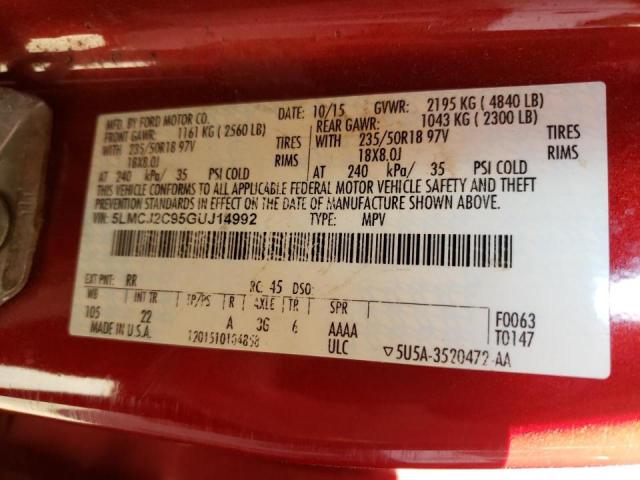 MFD. BY FORD MOTOR CO. DATE: 10/15 GVWR: 2195 KG ( 4840 LB)
FRONT GAWR: 1161 KG ( 2560 LB) REAR GAWR: 1043 KG ( 2300 LB)
WITH 235/50R18 97V TIRES WITH 235/50R18 97V TIRES
18X8.0J RIMS 18X8.0J RIMS
AT 240 kPa/ 35 PSI COLD AT 240 kPa/ 35 PSI COLD
THIS VEHICLE CONFORMS TO ALL APPLICABLE FEDERAL MOTOR VEHICLE SAFETY AND THEFT
PREVENTION STANDARDS IN EFFECT ON THE DATE OF MANUFACTURE SHOWN ABOVE.
VIN: 5LMCJ2C95GUJ14992 TYPE: MPV
EXT PNT: RR RC: 45 DSO:
WB INT TR TP/PS R AXLE TR SPR
105 22 A 3G 6 AAAA F0063
MADE IN U.S.A. ULC T0147
▽5U5A-3520472-AA